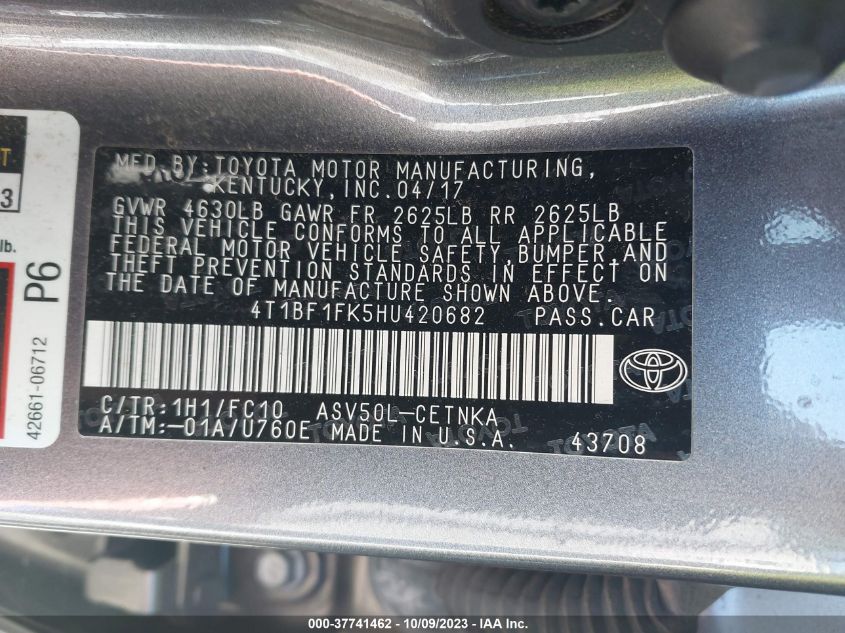 MFD. BY: TOYOTA MOTOR MANUFACTURING,
KENTUCKY, INC. 04/17
GVWR 4630LB GAWR FR 2625LB RR 2625LB
THIS VEHICLE CONFORMS TO ALL APPLICABLE
FEDERAL MOTOR VEHICLE SAFETY, BUMPER, AND
THEFT PREVENTION STANDARDS IN EFFECT ON
THE DATE OF MANUFACTURE SHOWN ABOVE.
4T1BF1FK5HU420682 PASS.CAR
C/TR: 1H1/FC10 ASV50L-CETNKA
A/TM:-01A/U760E MADE IN U.S.A. 43708
T
3
lb.
P6
42661-06712
TOYOTA
000-37741462 - 10/09/2023 - IAA Inc.